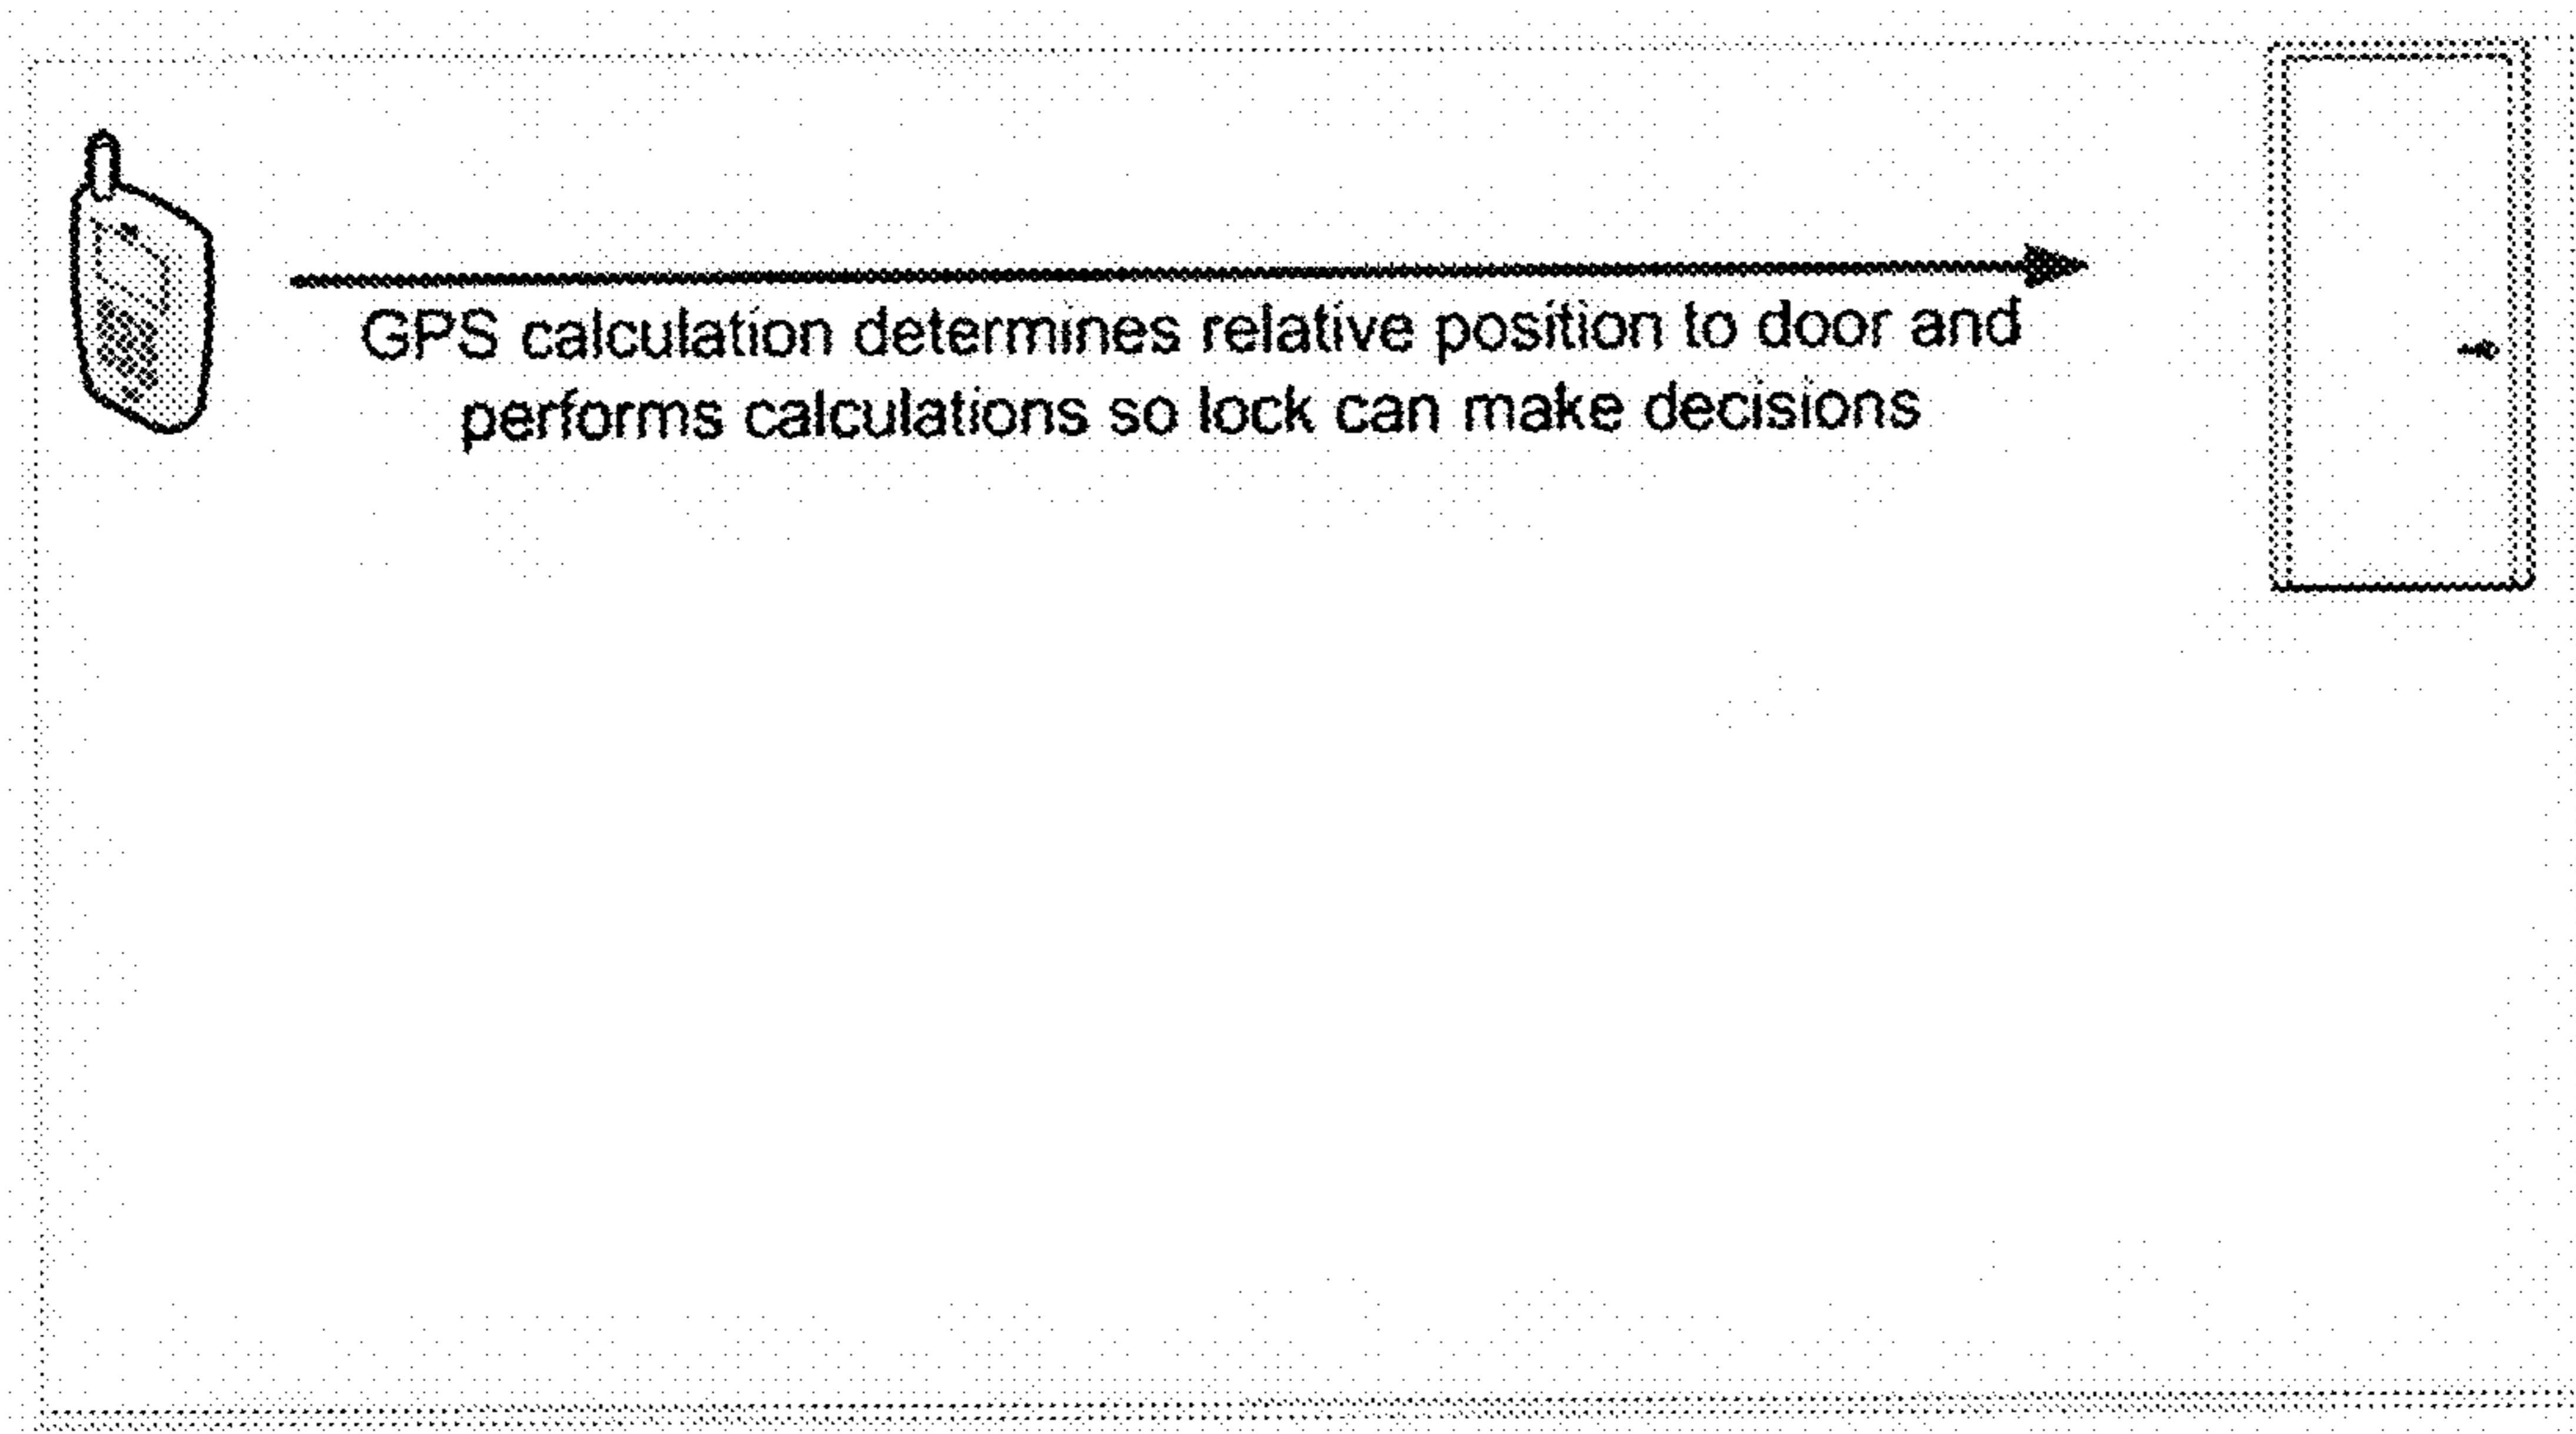 GPS calculation determines relative position to door and
performs calculations so lock can make decisions